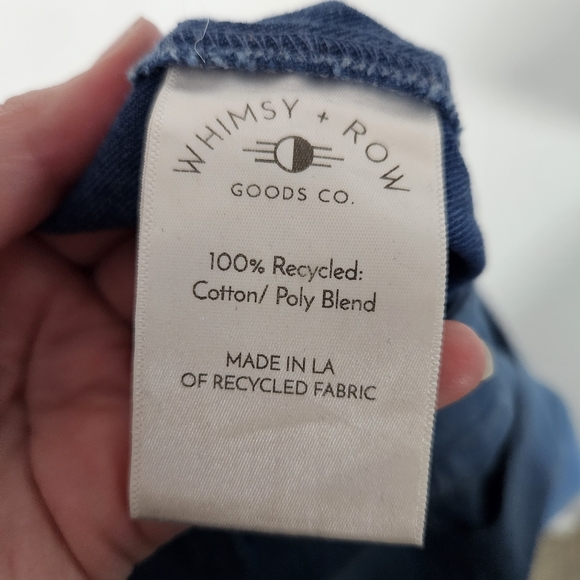 WHIMSY + ROW
GOODS CO.
100% Recycled:
Cotton/ Poly Blend
MADE IN LA
OF RECYCLED FABRIC